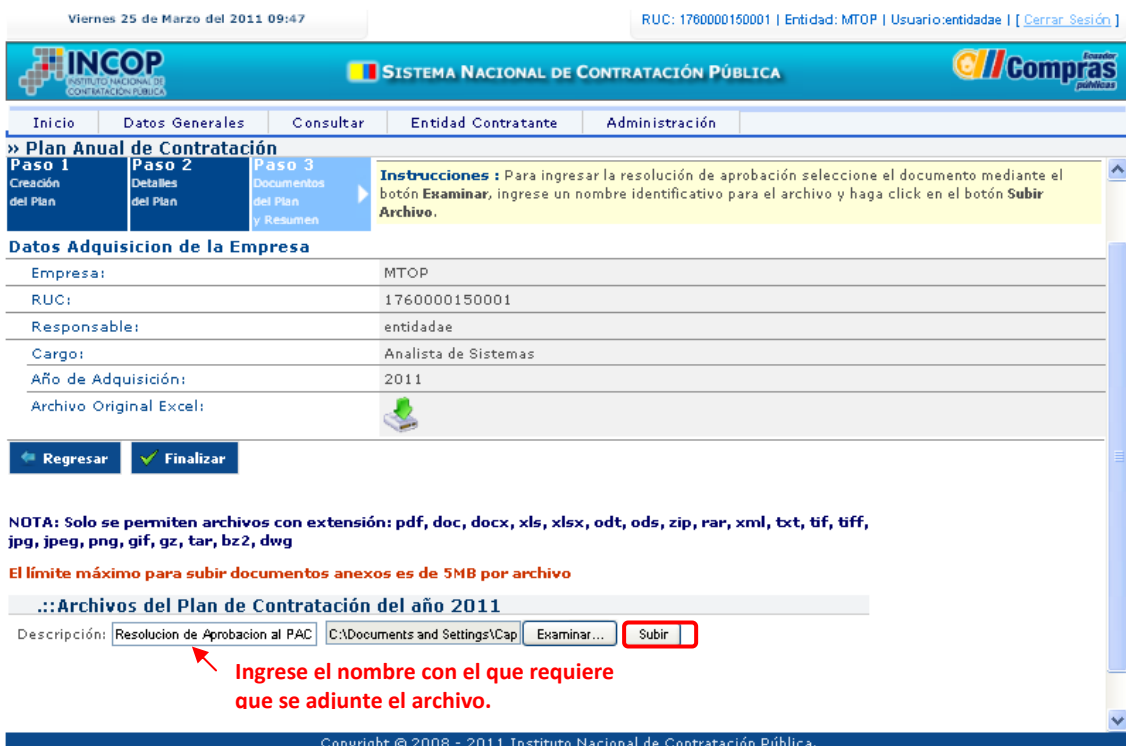 Viernes 25 de Marzo del 2011 09:47
RUC: 1760000150001 | Entidad: MTOP | Usuario:entidadae | [ Cerrar Sesión ]
INCOP
INSTITUTO NACIONAL DE
CONTRATACIÓN PÚBLICA
SISTEMA NACIONAL DE CONTRATACIÓN PÚBLICA
Ecuador
Compras
públicas
Inicio Datos Generales Consultar Entidad Contratante Administración
» Plan Anual de Contratación
Paso 1
Creación
del Plan
Paso 2
Detalles
del Plan
Paso 3
Documentos
del Plan
y Resumen
Instrucciones : Para ingresar la resolución de aprobación seleccione el documento mediante el
botón Examinar, ingrese un nombre identificativo para el archivo y haga click en el botón Subir
Archivo.
Datos Adquisicion de la Empresa
Empresa: MTOP
RUC: 1760000150001
Responsable: entidadae
Cargo: Analista de Sistemas
Año de Adquisición: 2011
Archivo Original Excel:
Regresar Finalizar
NOTA: Solo se permiten archivos con extensión: pdf, doc, docx, xls, xlsx, odt, ods, zip, rar, xml, txt, tif, tiff,
jpg, jpeg, png, gif, gz, tar, bz2, dwg
El límite máximo para subir documentos anexos es de 5MB por archivo
.::Archivos del Plan de Contratación del año 2011
Descripción: Resolucion de Aprobacion al PAC C:\Documents and Settings\Cap Examinar... Subir
Ingrese el nombre con el que requiere
que se adjunte el archivo.
Copyright © 2008 - 2011 Instituto Nacional de Contratación Pública.